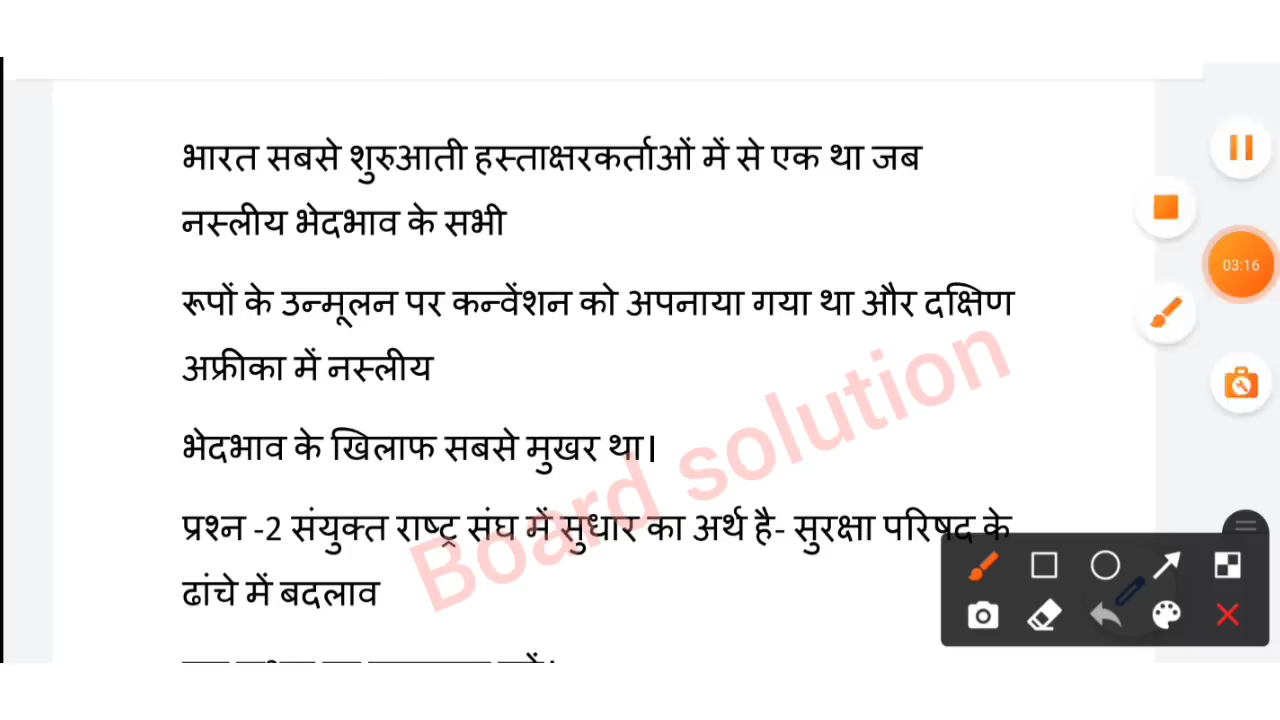 भारत सबसे शुरुआती हस्ताक्षरकर्ताओं में से एक था जब
नस्लीय भेदभाव के सभी
रूपों के उन्मूलन पर कन्वेंशन को अपनाया गया था और दक्षिण
अफ्रीका में नस्लीय
भेदभाव के खिलाफ सबसे मुखर था।
प्रश्न -2 संयुक्त राष्ट्र संघ में सुधार का अर्थ है- सुरक्षा परिषद के
ढांचे में बदलाव
Board solution
03:16